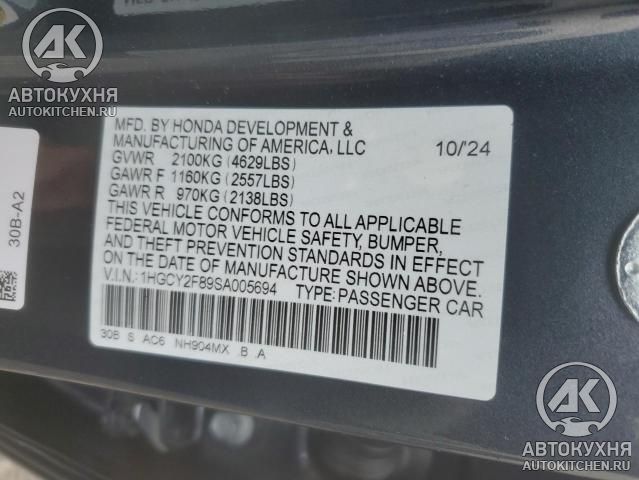 AK
АВТОКУХНЯ
AUTOKITCHEN.RU
30B-A2
MFD. BY HONDA DEVELOPMENT &
MANUFACTURING OF AMERICA, LLC 10/'24
GVWR 2100KG (4629LBS)
GAWR F 1160KG (2557LBS)
GAWR R 970KG (2138LBS)
THIS VEHICLE CONFORMS TO ALL APPLICABLE
FEDERAL MOTOR VEHICLE SAFETY, BUMPER,
AND THEFT PREVENTION STANDARDS IN EFFECT
ON THE DATE OF MANUFACTURE SHOWN ABOVE.
V.I.N.: 1HGCY2F89SA005694 TYPE: PASSENGER CAR
30B S AC6 NH904MX .B .A
AK
АВТОКУХНЯ
AUTOKITCHEN.RU